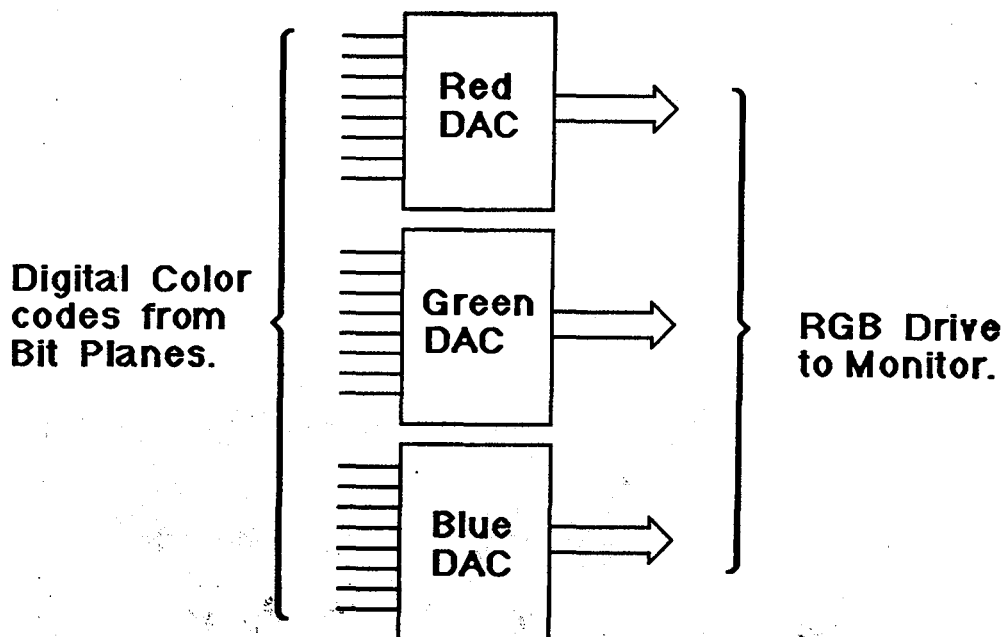 Red
DAC
Digital Color
codes from
Bit Planes.
Green
DAC
RGB Drive
to Monitor.
Blue
DAC